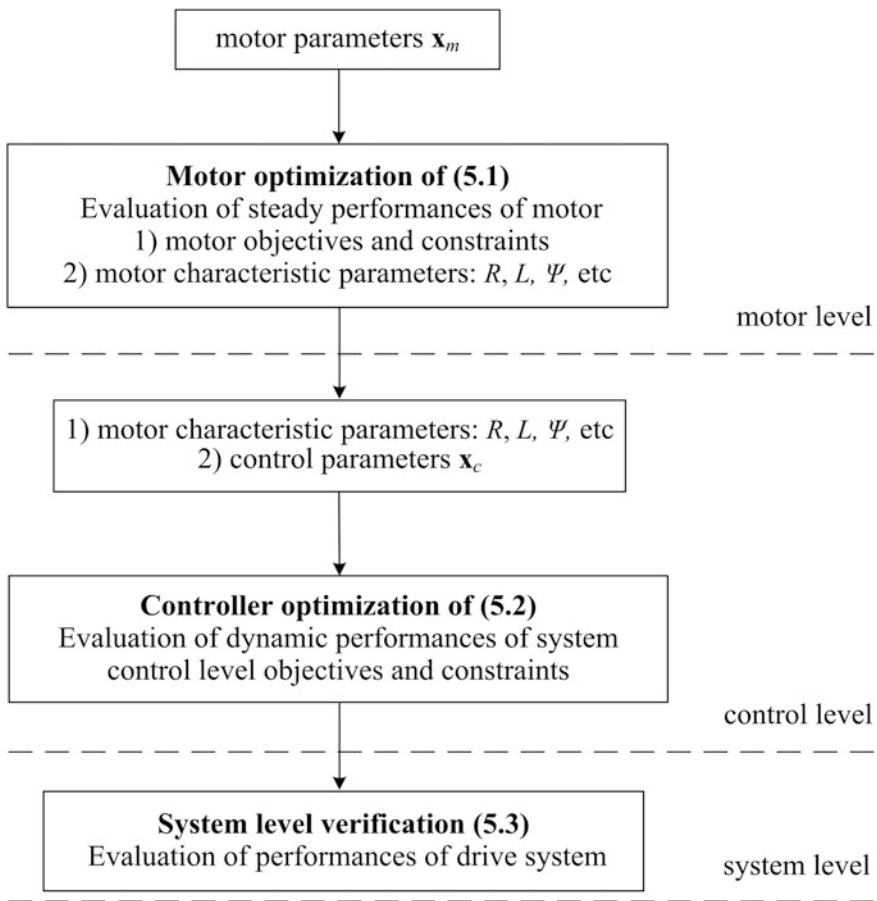 motor parameters xm
Motor optimization of (5.1)
Evaluation of steady performances of motor
1) motor objectives and constraints
2) motor characteristic parameters: R, L, Ψ, etc
motor level
1) motor characteristic parameters: R, L, Ψ, etc
2) control parameters xc
Controller optimization of (5.2)
Evaluation of dynamic performances of system
control level objectives and constraints
control level
System level verification (5.3)
Evaluation of performances of drive system
system level